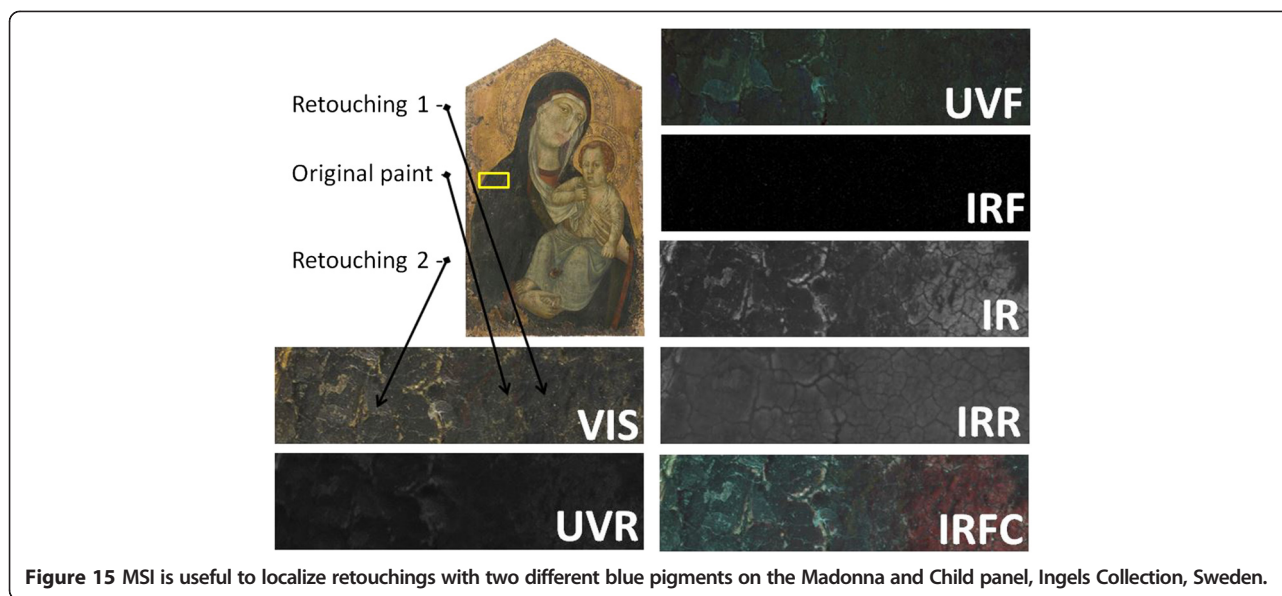 Retouching 1
Original paint
Retouching 2
VIS
UVR
UVF
IRF
IR
IRR
IRFC
Figure 15 MSI is useful to localize retouchings with two different blue pigments on the Madonna and Child panel, Ingels Collection, Sweden.